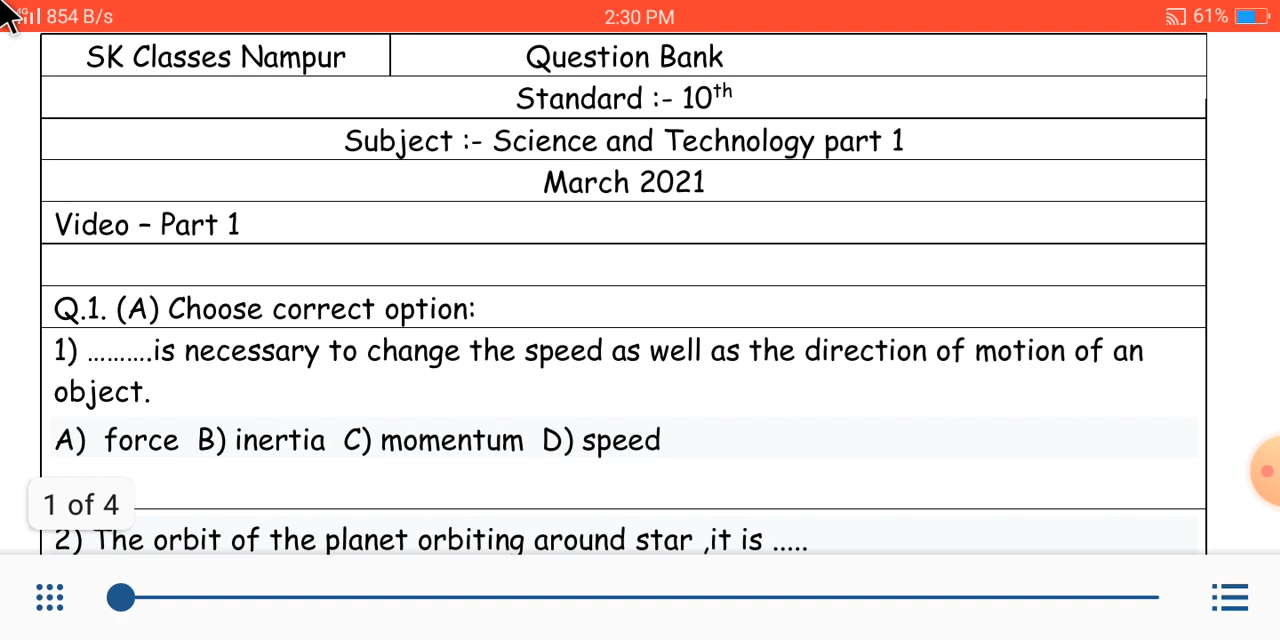 4G 854 B/s 2:30 PM 61%
SK Classes Nampur Question Bank
Standard :- 10th
Subject :- Science and Technology part 1
March 2021
Video – Part 1
Q.1. (A) Choose correct option:
1) ..........is necessary to change the speed as well as the direction of motion of an
object.
A) force B) inertia C) momentum D) speed
1 of 4
2) The orbit of the planet orbiting around star ,it is .....